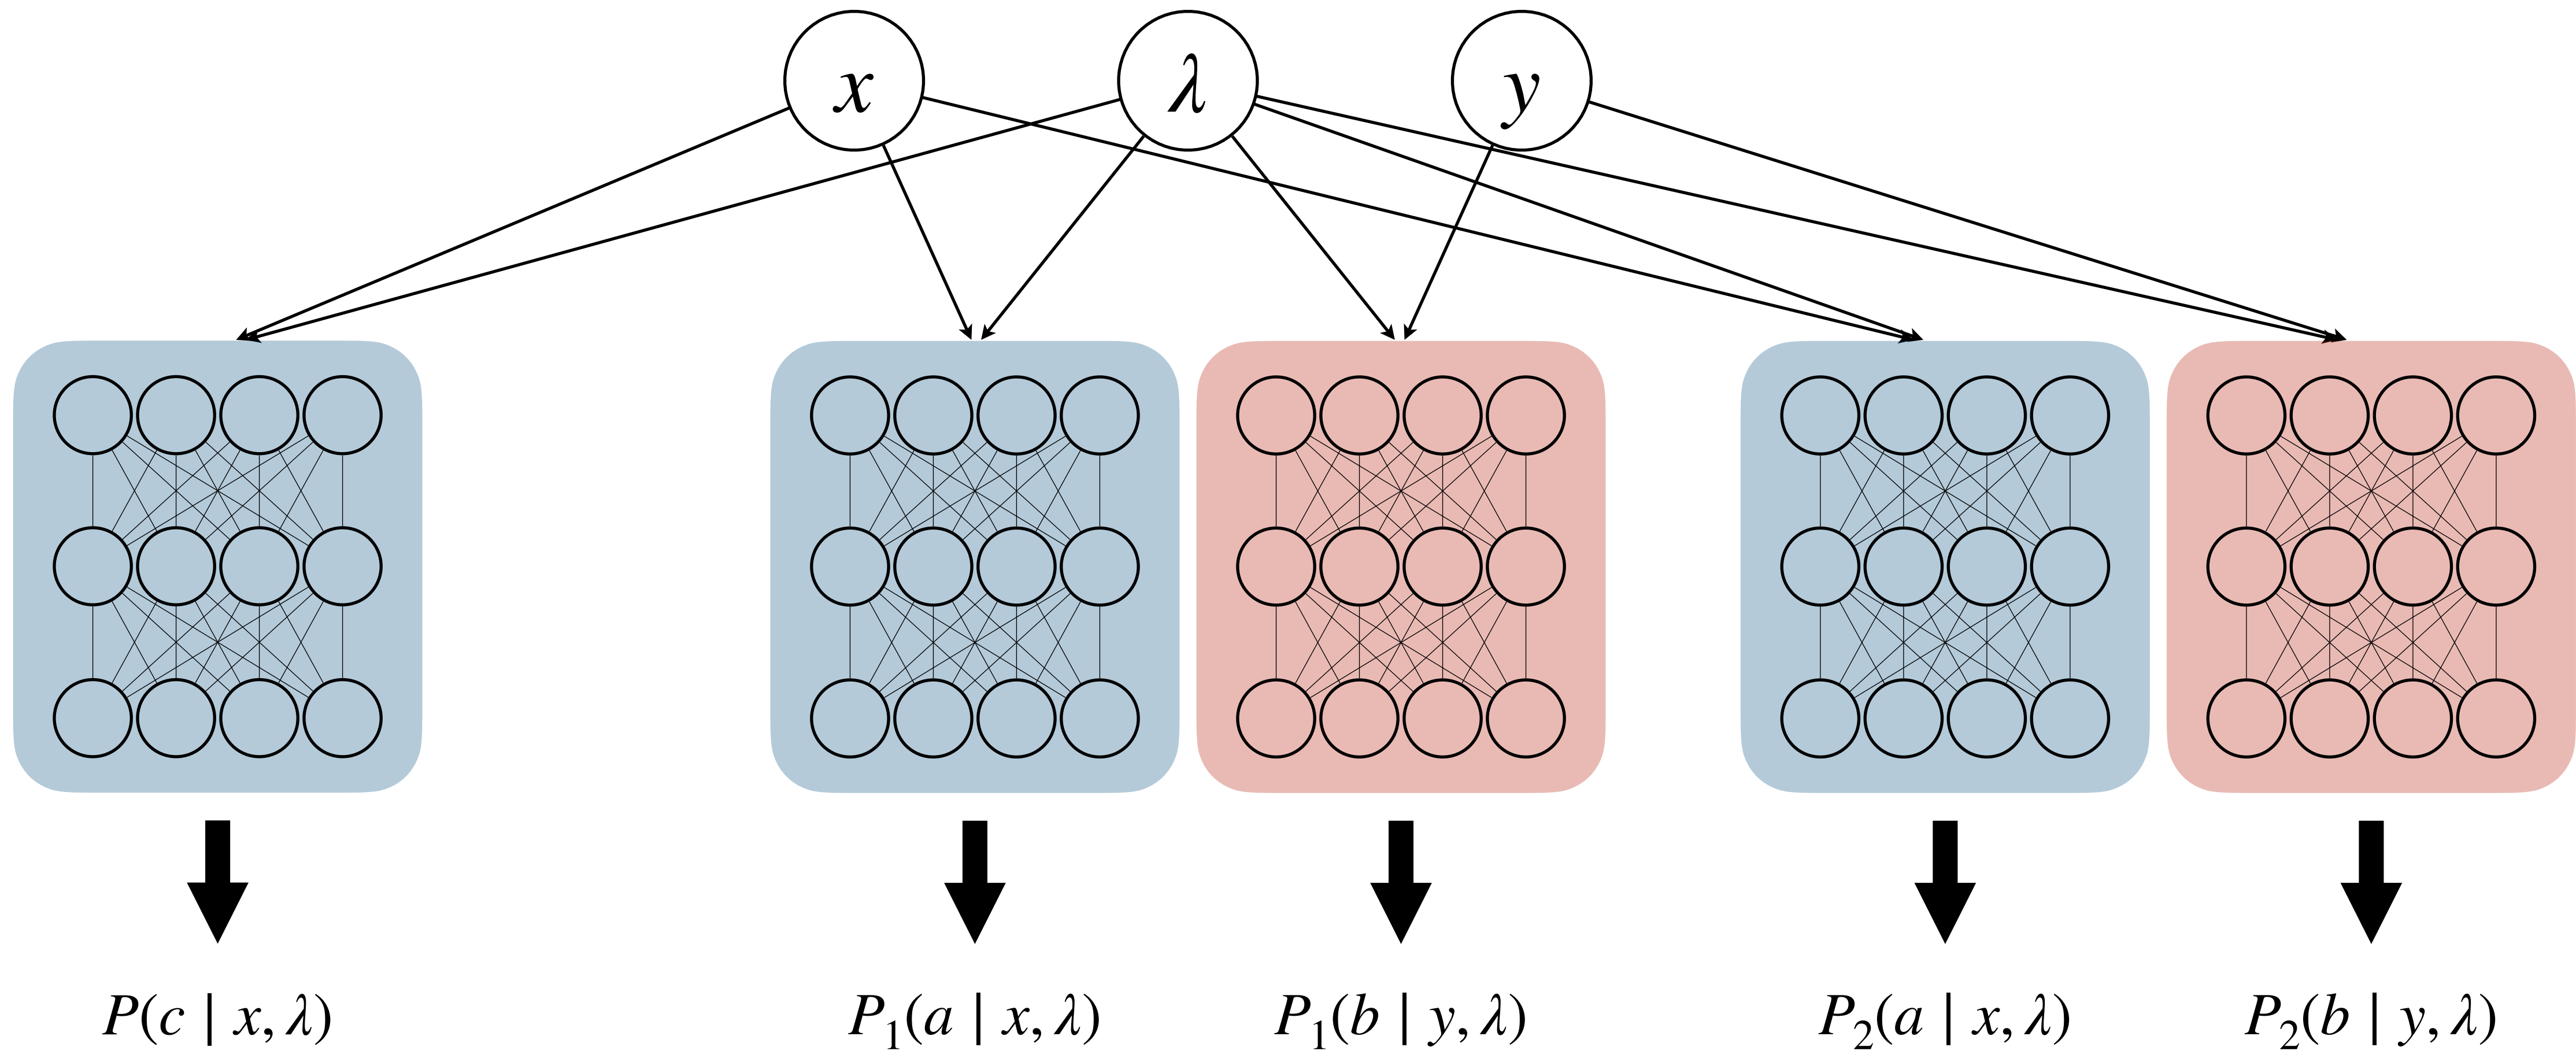 x λ y
P(c | x, λ) P₁(a | x, λ) P₁(b | y, λ) P₂(a | x, λ) P₂(b | y, λ)